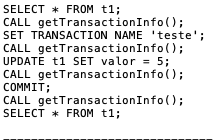 SELECT * FROM t1;
CALL getTransactionInfo();
SET TRANSACTION NAME 'teste';
CALL getTransactionInfo();
UPDATE t1 SET valor = 5;
CALL getTransactionInfo();
COMMIT;
CALL getTransactionInfo();
SELECT * FROM t1;